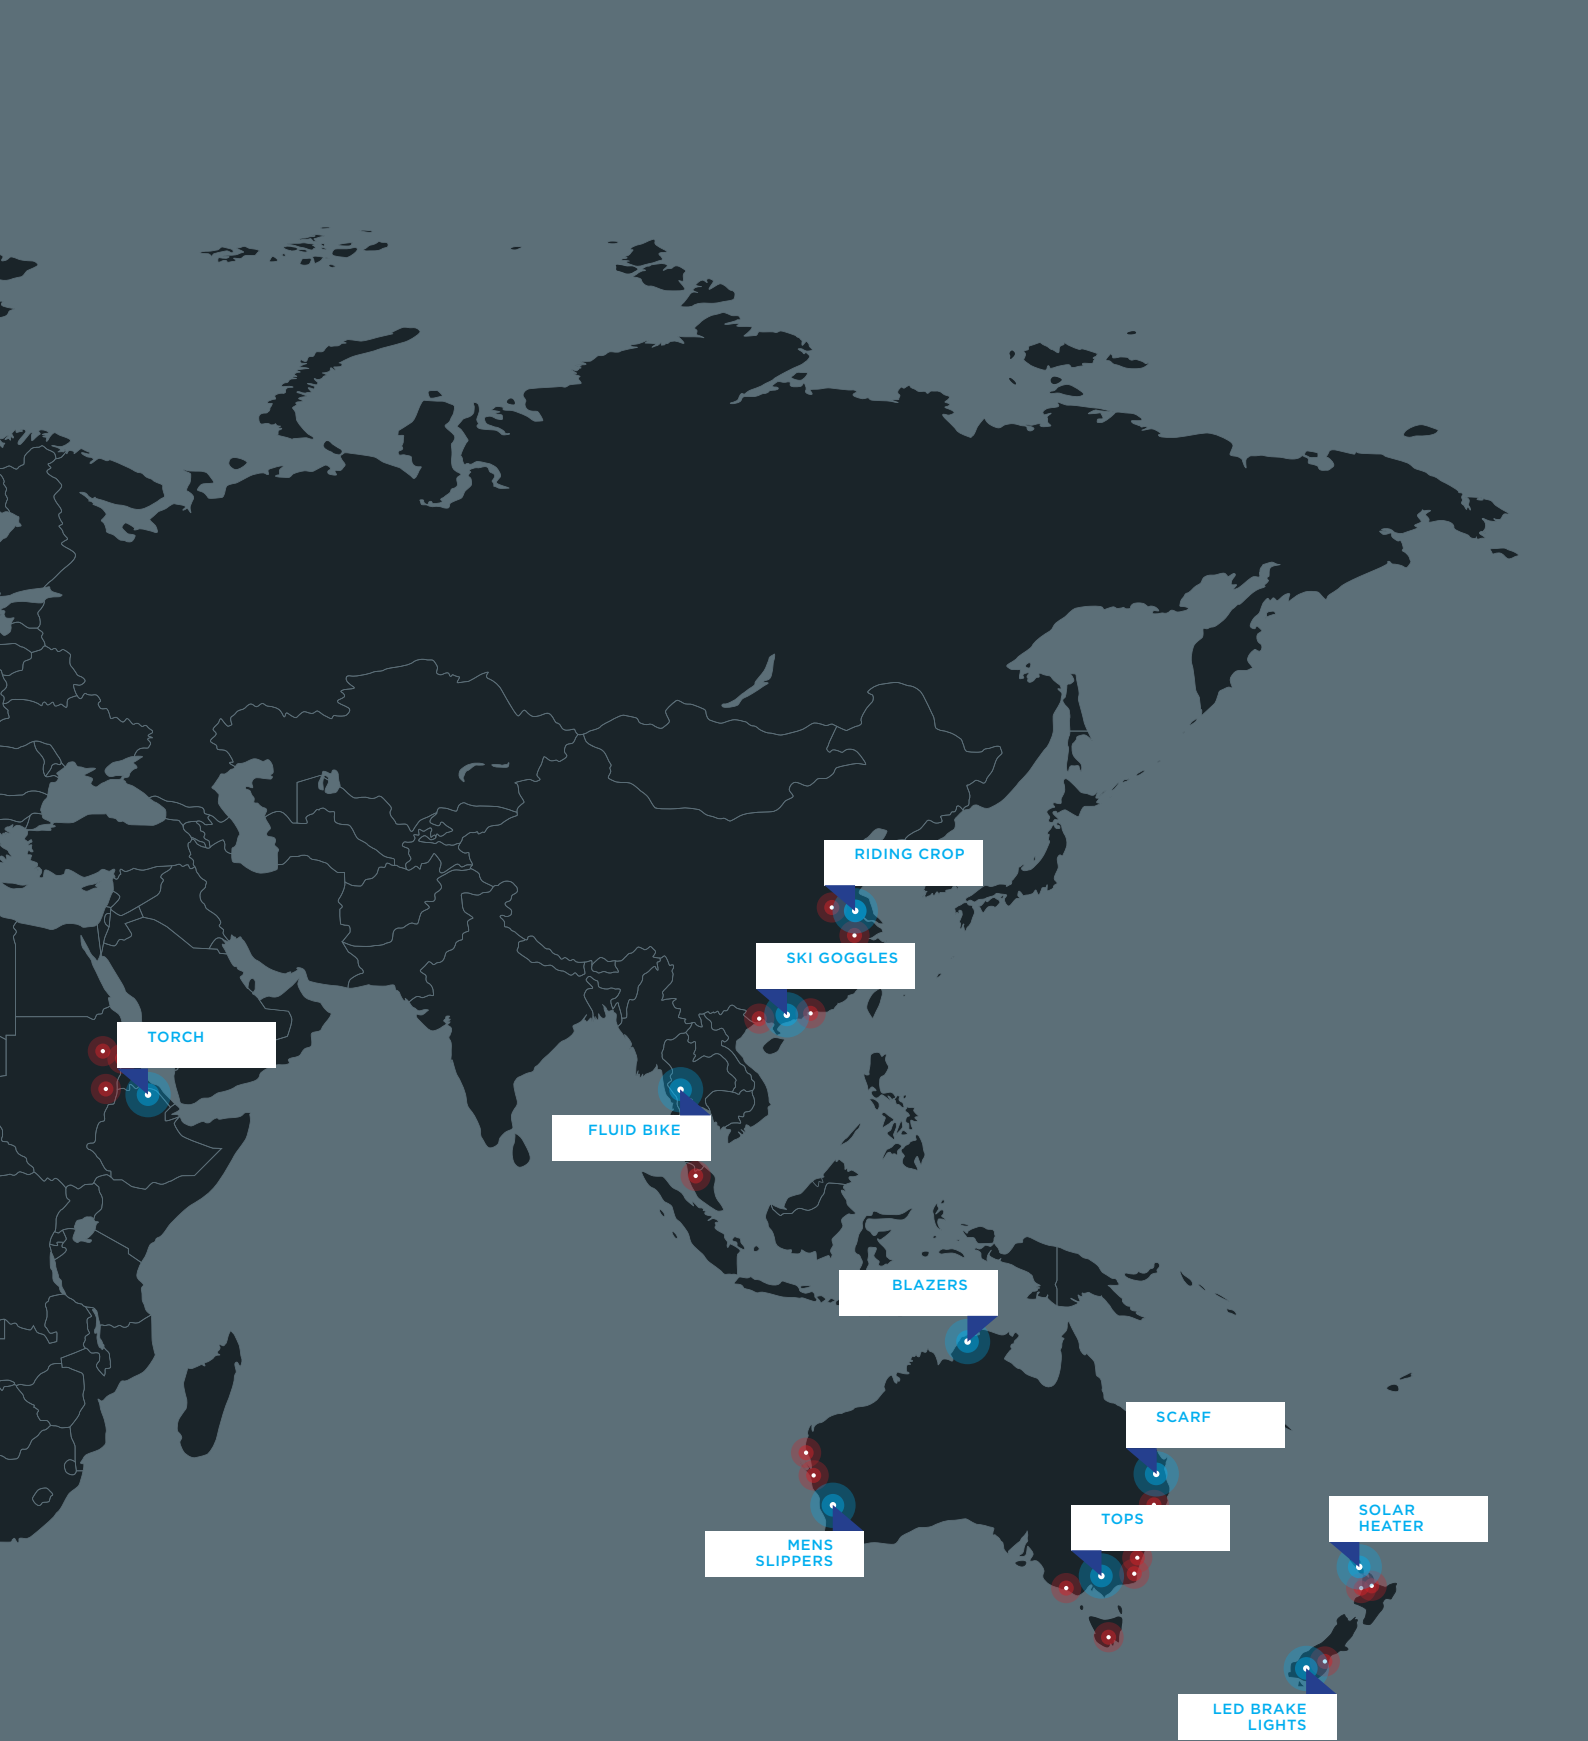 RIDING CROP
SKI GOGGLES
TORCH
FLUID BIKE
BLAZERS
SCARF
SOLAR
HEATER
TOPS
MENS
SLIPPERS
LED BRAKE
LIGHTS